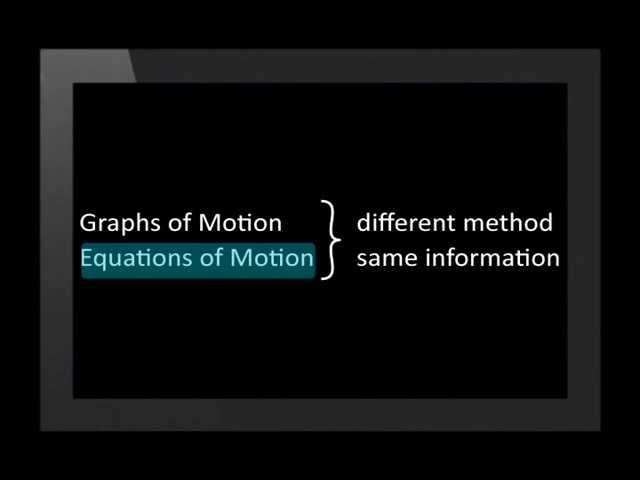 Graphs of Motion } different method
Equations of Motion } same information